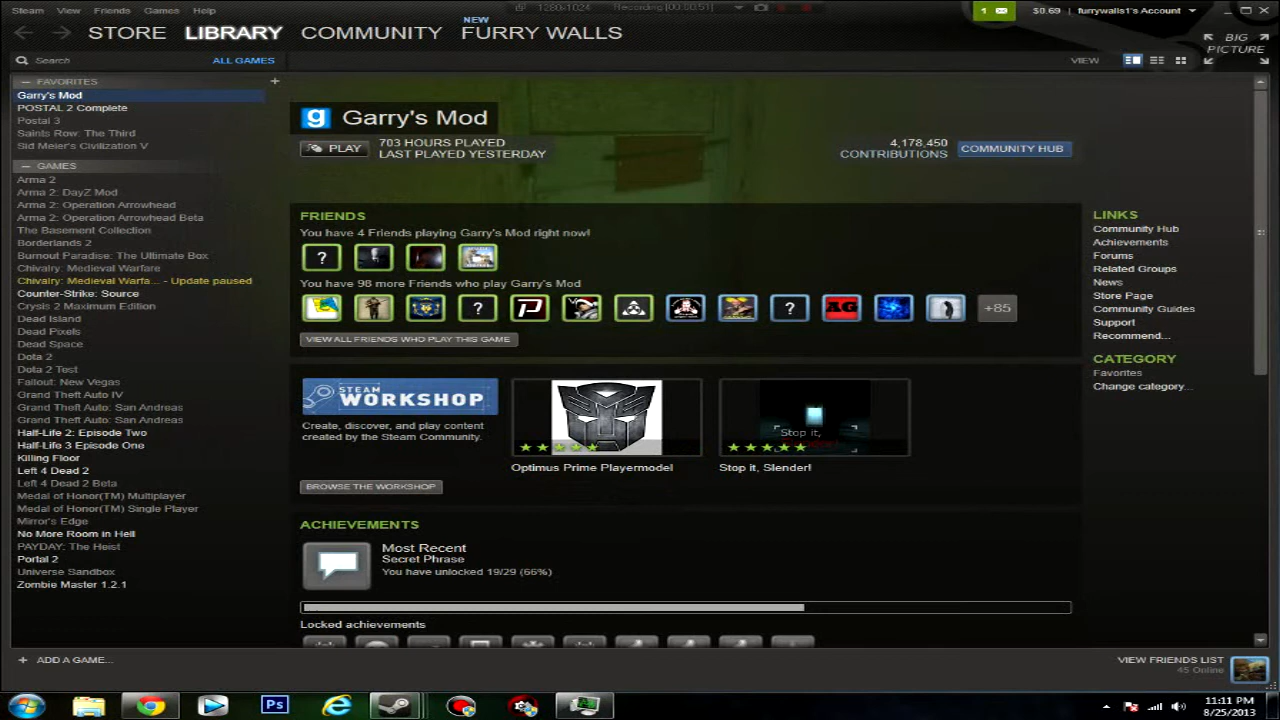 Steam View Friends Games Help
1280x1024 Recording [00:00:51]
1 $0.69 furrywalls1's Account
STORE LIBRARY COMMUNITY NEW FURRY WALLS
BIG PICTURE
Search ALL GAMES
VIEW
FAVORITES
Garry's Mod
POSTAL 2 Complete
Postal 3
Saints Row: The Third
Sid Meier's Civilization V
GAMES
Arma 2
Arma 2: DayZ Mod
Arma 2: Operation Arrowhead
Arma 2: Operation Arrowhead Beta
The Basement Collection
Borderlands 2
Burnout Paradise: The Ultimate Box
Chivalry: Medieval Warfare
Chivalry: Medieval Warfa... - Update paused
Counter-Strike: Source
Crysis 2 Maximum Edition
Dead Island
Dead Pixels
Dead Space
Dota 2
Dota 2 Test
Fallout: New Vegas
Grand Theft Auto IV
Grand Theft Auto: San Andreas
Grand Theft Auto: San Andreas
Half-Life 2: Episode Two
Half-Life 3 Episode One
Killing Floor
Left 4 Dead 2
Left 4 Dead 2 Beta
Medal of Honor(TM) Multiplayer
Medal of Honor(TM) Single Player
Mirror's Edge
No More Room in Hell
PAYDAY: The Heist
Portal 2
Universe Sandbox
Zombie Master 1.2.1
+ ADD A GAME...
g Garry's Mod
PLAY
703 HOURS PLAYED
LAST PLAYED YESTERDAY
4,178,450
CONTRIBUTIONS
COMMUNITY HUB
FRIENDS
You have 4 Friends playing Garry's Mod right now!
?
You have 98 more Friends who play Garry's Mod
? P V ? AG +85
VIEW ALL FRIENDS WHO PLAY THIS GAME
STEAM
WORKSHOP
Create, discover, and play content
created by the Steam Community.
BROWSE THE WORKSHOP
Optimus Prime Playermodel
Stop it,
Stop it, Slender!
ACHIEVEMENTS
Most Recent
Secret Phrase
You have unlocked 19/29 (66%)
Locked achievements
LINKS
Community Hub
Achievements
Forums
Related Groups
News
Store Page
Community Guides
Support
Recommend...
CATEGORY
Favorites
Change category...
VIEW FRIENDS LIST
45 Online
Ps
11:11 PM
8/25/2013